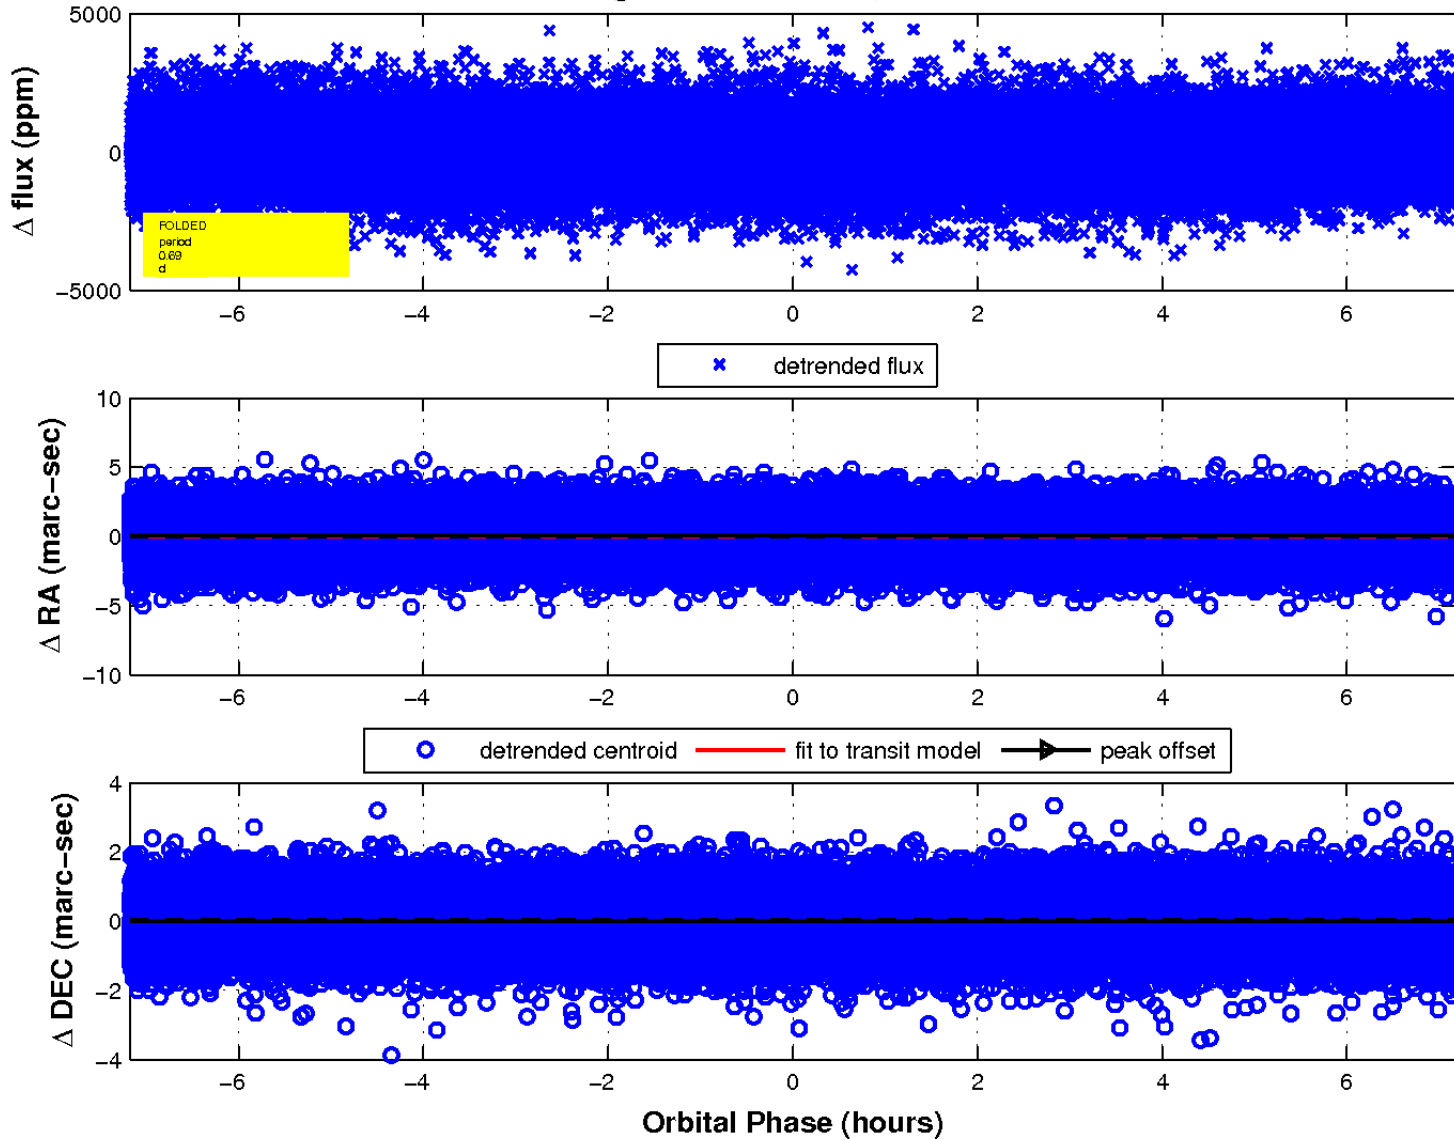 5000
0
−5000
Δ flux (ppm)
FOLDED
period
0.69
d
−6 −4 −2 0 2 4 6
detrended flux
10
5
0
−5
−10
Δ RA (marc−sec)
−6 −4 −2 0 2 4 6
detrended centroid fit to transit model peak offset
4
2
0
−2
−4
Δ DEC (marc−sec)
−6 −4 −2 0 2 4 6
Orbital Phase (hours)